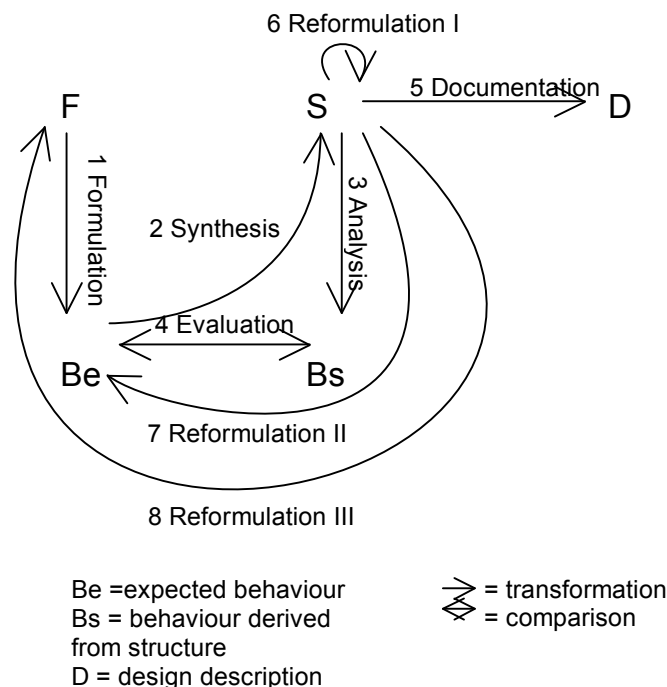 6 Reformulation I
5 Documentation
F
S
D
1 Formulation
2 Synthesis
3 Analysis
4 Evaluation
Be
Bs
7 Reformulation II
8 Reformulation III
Be =expected behaviour
Bs = behaviour derived
from structure
D = design description
= transformation
= comparison